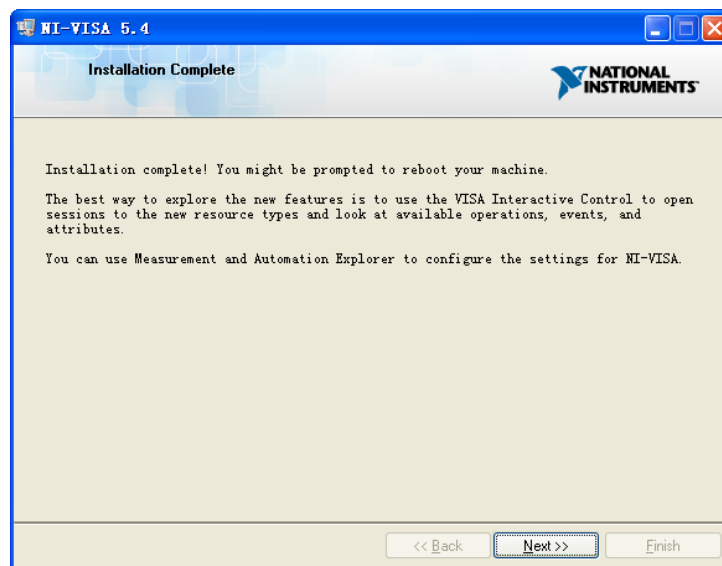 NI-VISA 5.4
Installation Complete
NATIONAL
INSTRUMENTS™
Installation complete! You might be prompted to reboot your machine.
The best way to explore the new features is to use the VISA Interactive Control to open
sessions to the new resource types and look at available operations, events, and
attributes.
You can use Measurement and Automation Explorer to configure the settings for NI-VISA.
<< Back
Next >>
Finish